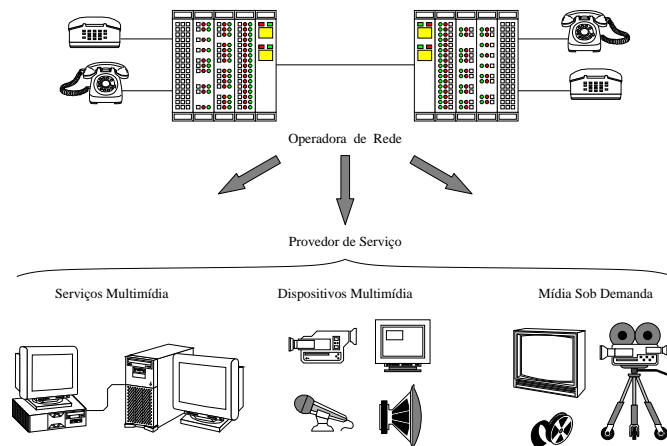 Operadora de Rede
Provedor de Serviço
Serviços Multimídia
Dispositivos Multimídia
Mídia Sob Demanda